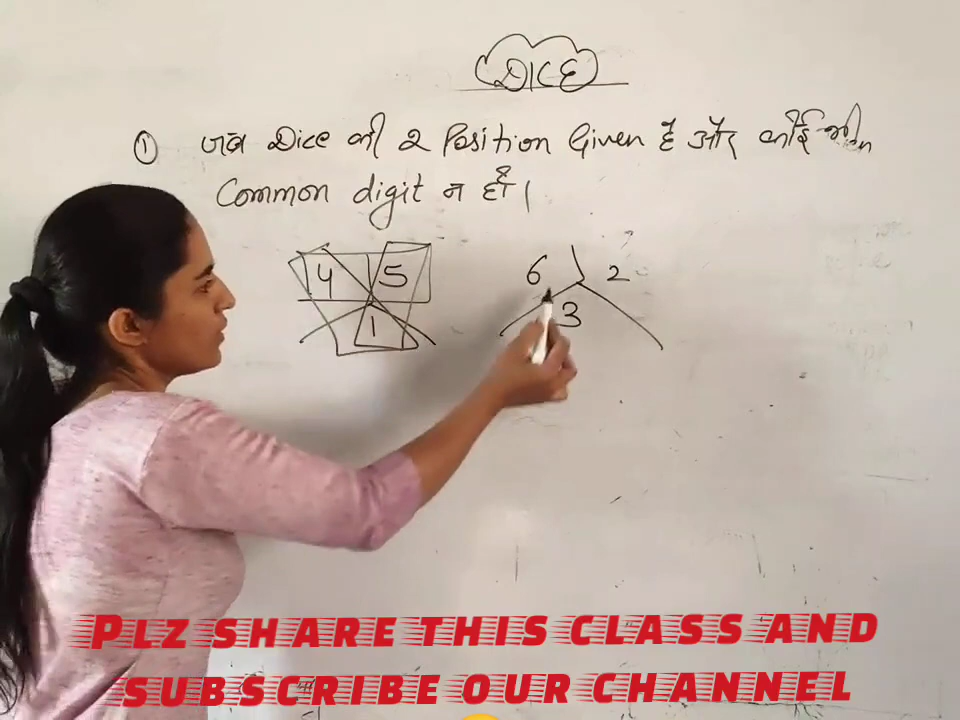 DICE
① जब Dice की 2 Position Given है और कोई भी
Common digit न हो।
4 5 6 2
1 3
PLZ SHARE THIS CLASS AND
SUBSCRIBE OUR CHANNEL